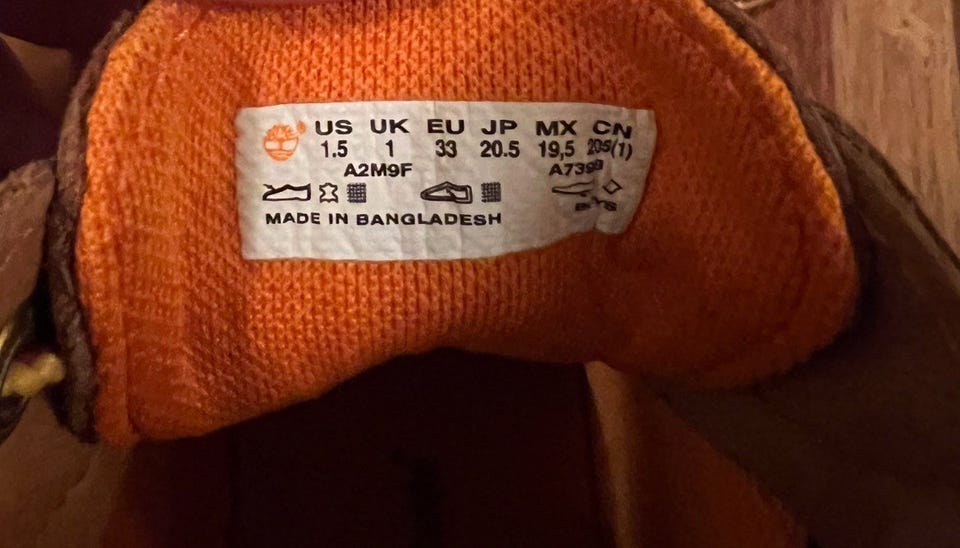 US UK EU JP MX CN
1.5 1 33 20.5 19,5 205(1)
A2M9F
MADE IN BANGLADESH